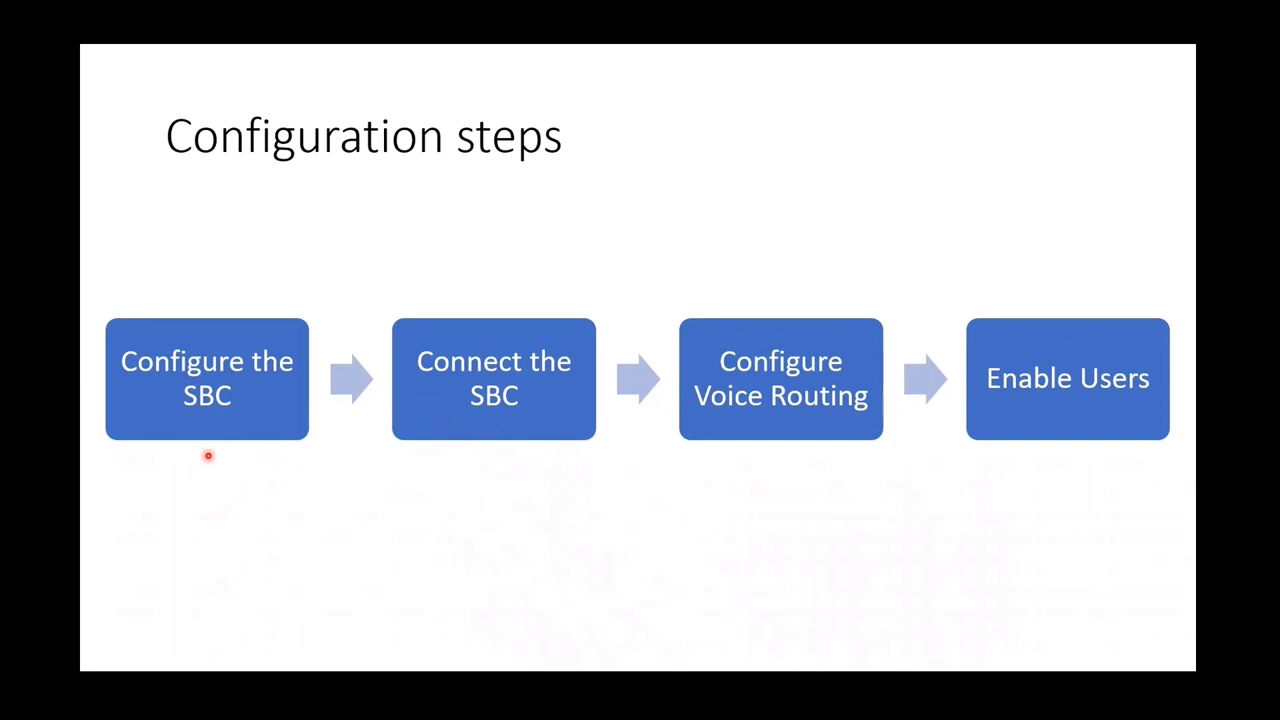 Configuration steps
Configure the
SBC
Connect the
SBC
Configure
Voice Routing
Enable Users